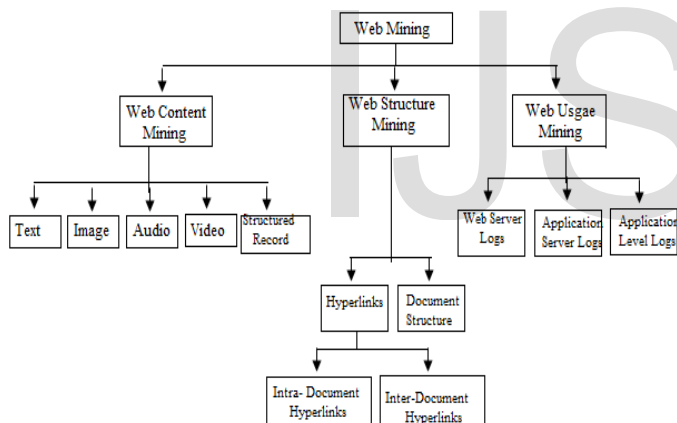 IJS
Web Mining
Web Content
Mining
Web Structure
Mining
Web Usgae
Mining
Text
Image
Audio
Video
Structured
Record
Web Server
Logs
Application
Server Logs
Application
Level Logs
Hyperlinks
Document
Structure
Intra- Document
Hyperlinks
Inter-Document
Hyperlinks